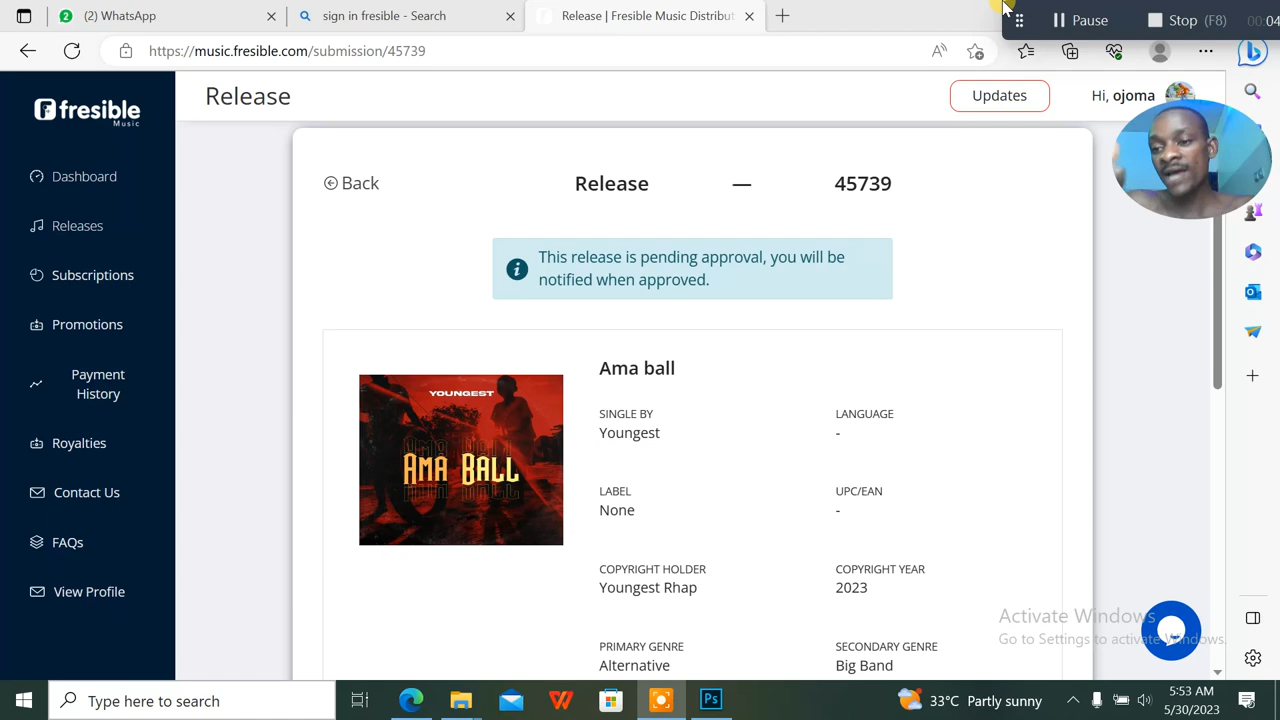 (2) WhatsApp
sign in fresible - Search
Release | Fresible Music Distribut
Pause
Stop (F8)
00:04
https://music.fresible.com/submission/45739
fresible
Music
Release
Updates
Hi, ojoma
Dashboard
Releases
Subscriptions
Promotions
Payment
History
Royalties
Contact Us
FAQs
View Profile
Back
Release — 45739
This release is pending approval, you will be
notified when approved.
YOUNGEST
AMA BALL
Ama ball
SINGLE BY
Youngest
LANGUAGE
-
LABEL
None
UPC/EAN
-
COPYRIGHT HOLDER
Youngest Rhap
COPYRIGHT YEAR
2023
PRIMARY GENRE
Alternative
SECONDARY GENRE
Big Band
Activate Windows
Go to Settings to activate Windows.
Type here to search
33°C Partly sunny
5:53 AM
5/30/2023